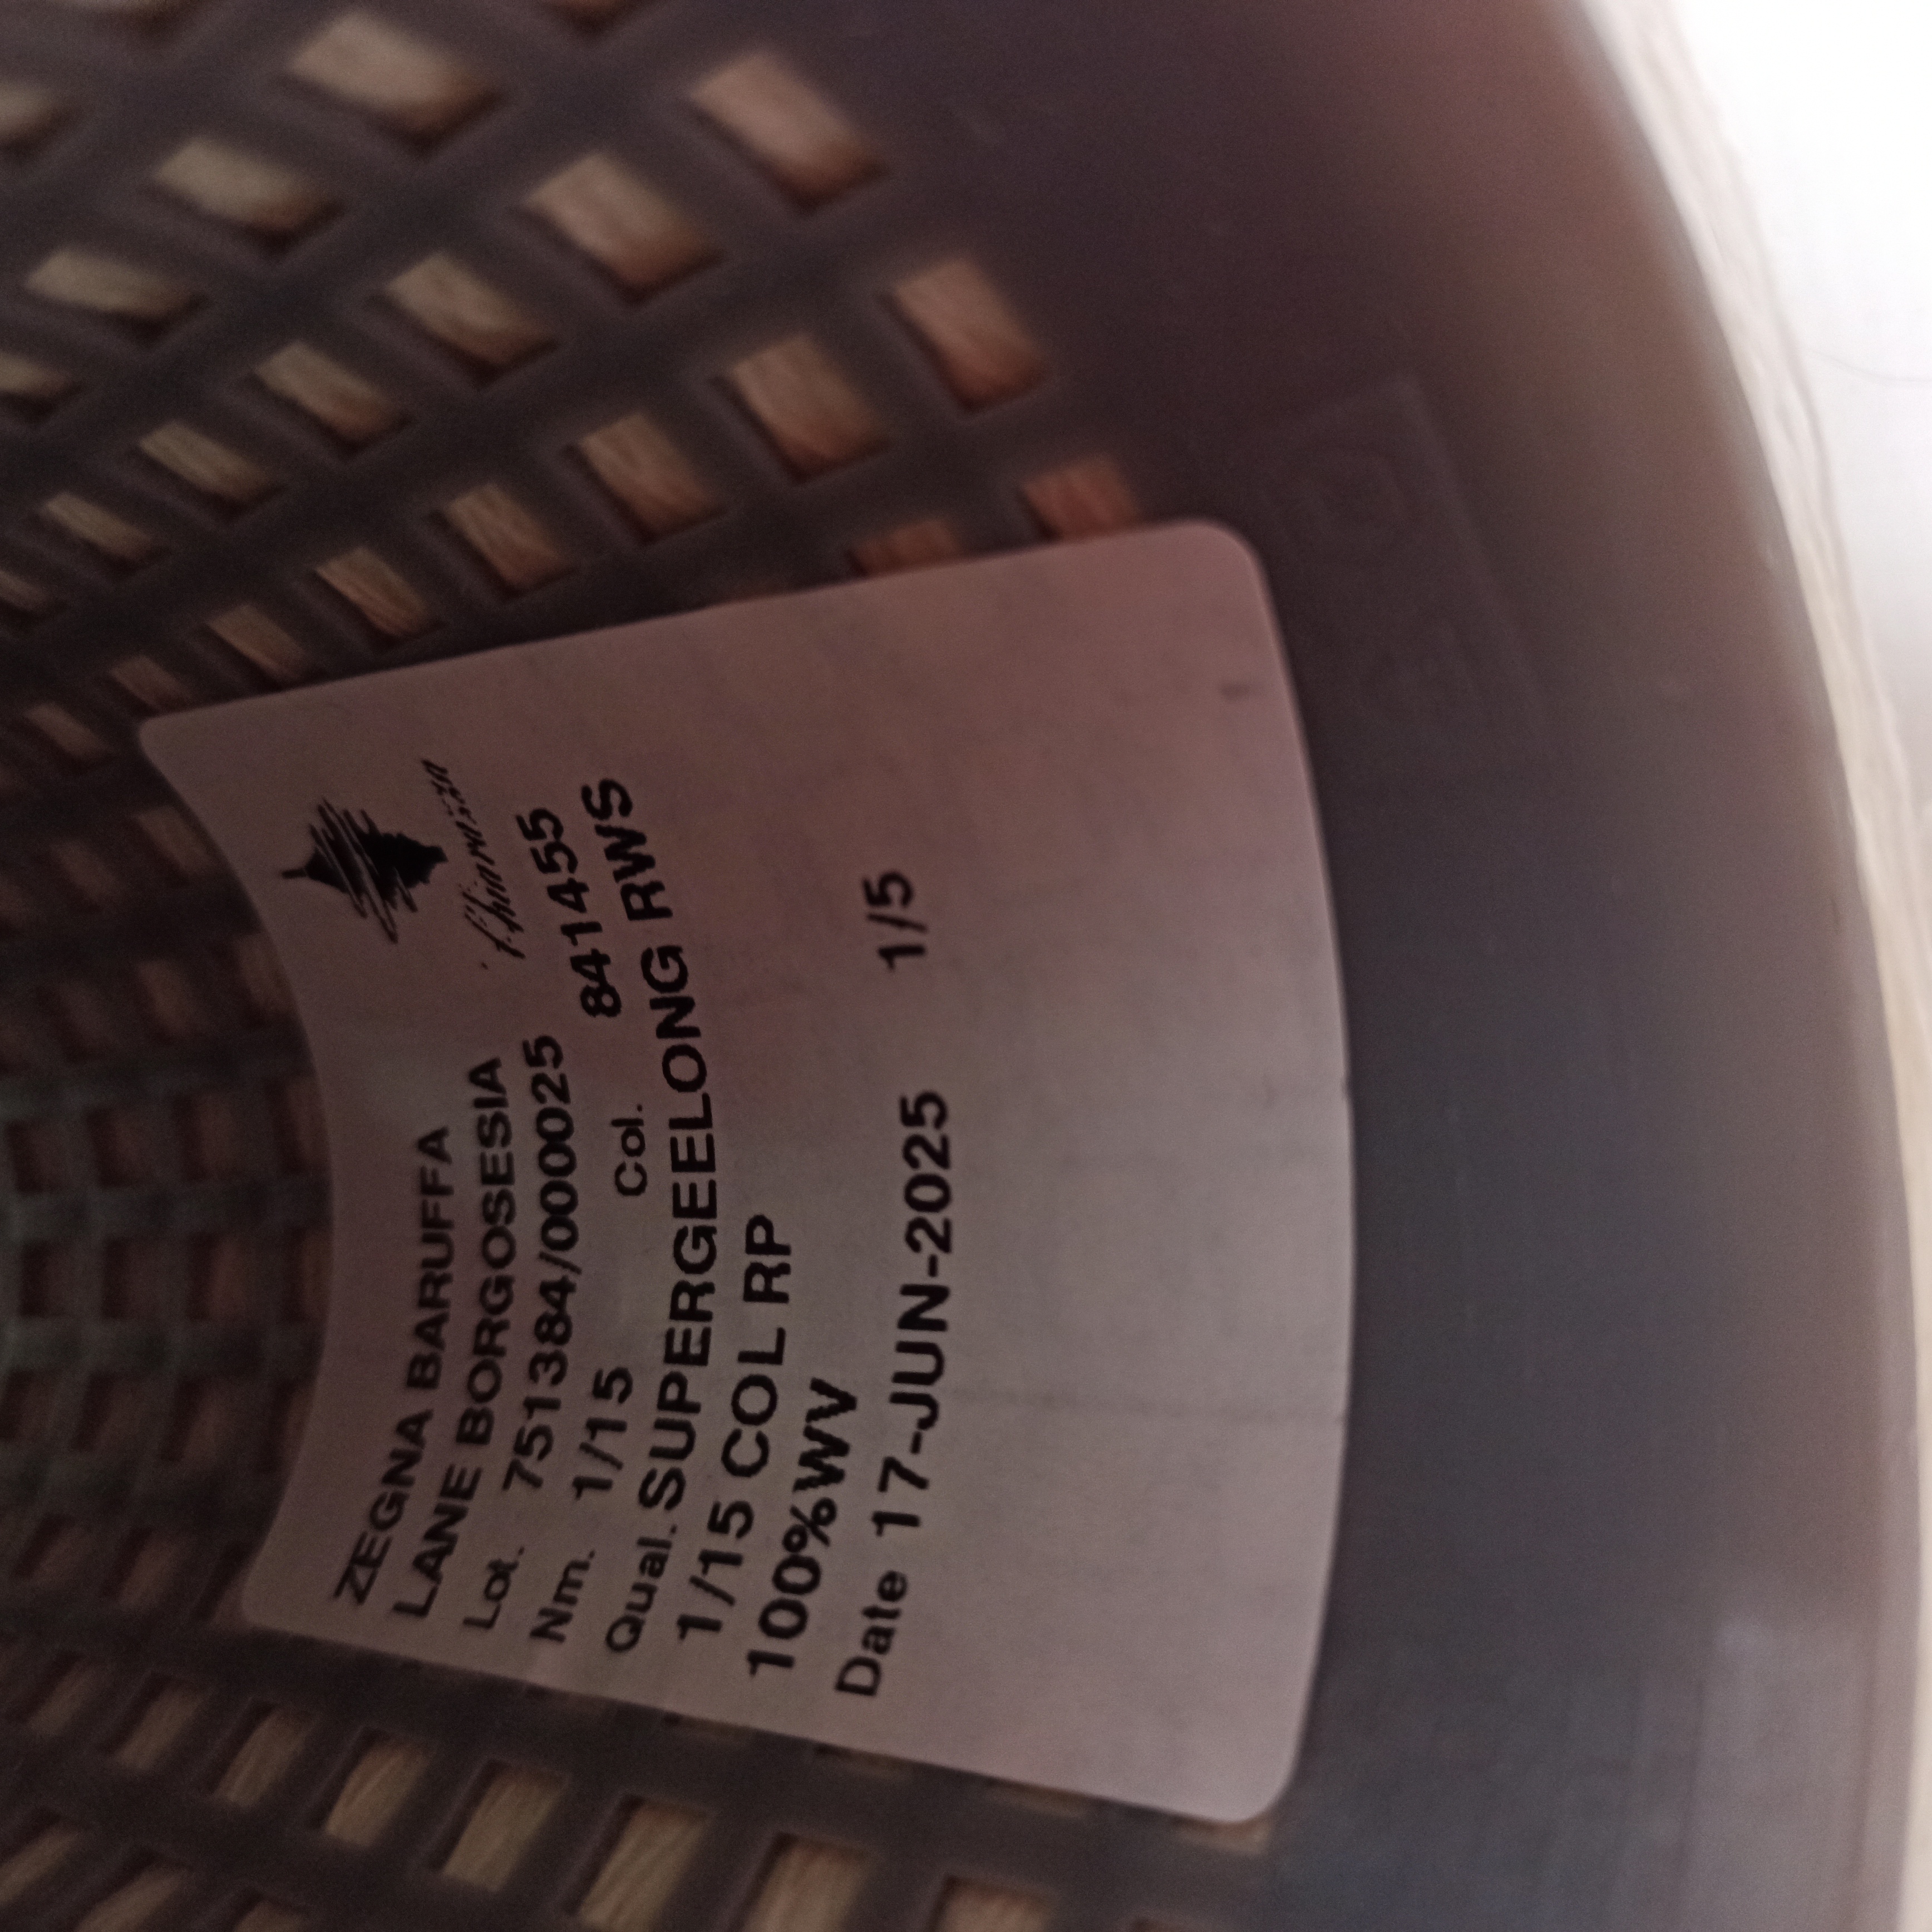 Chiavazza
ZEGNA BARUFFA
LANE BORGOSESIA
Lot. 751384/000025 841455
Nm. 1/15 Col. RWS
Qual. SUPERGEELONG
1/15 COL RP
100%WV
Date 17-JUN-2025 1/5